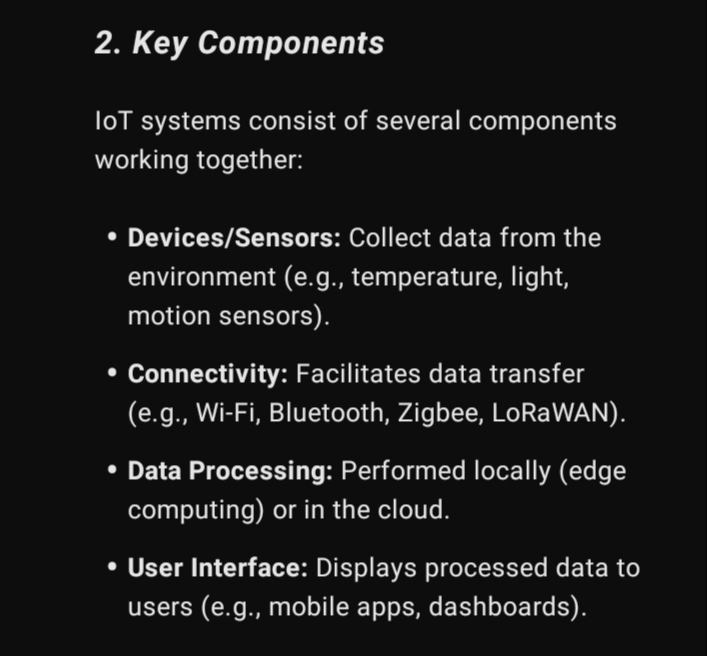 2. Key Components
IoT systems consist of several components
working together:
• Devices/Sensors: Collect data from the
environment (e.g., temperature, light,
motion sensors).
• Connectivity: Facilitates data transfer
(e.g., Wi-Fi, Bluetooth, Zigbee, LoRaWAN).
• Data Processing: Performed locally (edge
computing) or in the cloud.
• User Interface: Displays processed data to
users (e.g., mobile apps, dashboards).